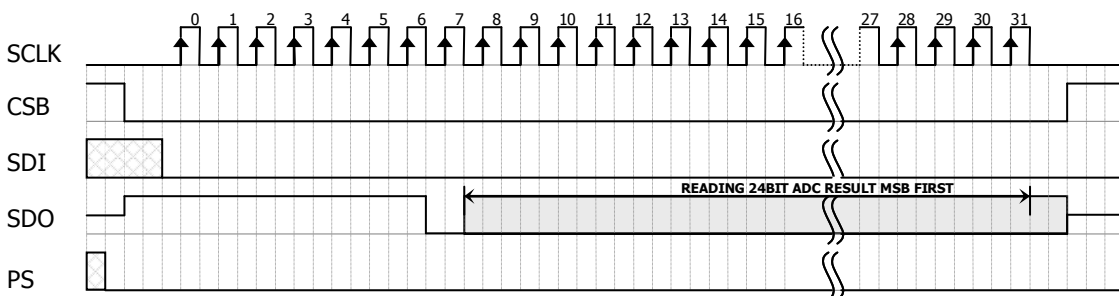 0 1 2 3 4 5 6 7 8 9 10 11 12 13 14 15 16 27 28 29 30 31
SCLK
CSB
SDI
READING 24BIT ADC RESULT MSB FIRST
SDO
PS